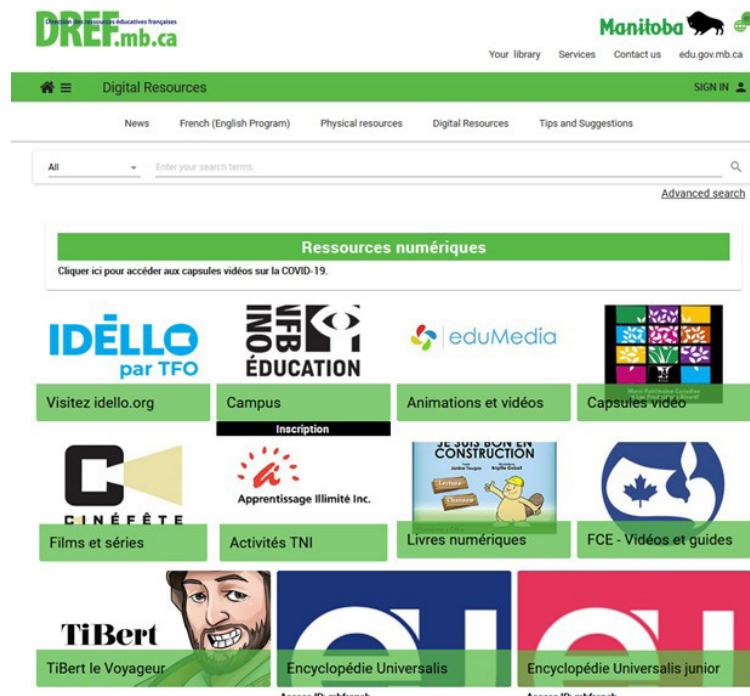 Direction des ressources éducatives françaises
DREF.mb.ca
Manitoba
Your library Services Contact us edu.gov.mb.ca
Digital Resources
SIGN IN
News French (English Program) Physical resources Digital Resources Tips and Suggestions
All Enter your search terms
Advanced search
Ressources numériques
Cliquer ici pour accéder aux capsules vidéos sur la COVID-19.
IDÉLLO
par TFO
Visitez idello.org
NFB
ONF
ÉDUCATION
Campus
Inscription
eduMedia
Animations et vidéos
Capsules vidéo
CINÉFÊTE
Films et séries
Apprentissage Illimité Inc.
Activités TNI
JE SUIS BON EN
CONSTRUCTION
Lecture
Livres numériques
FCE - Vidéos et guides
TiBert
TiBert le Voyageur
Encyclopédie Universalis
Encyclopédie Universalis junior